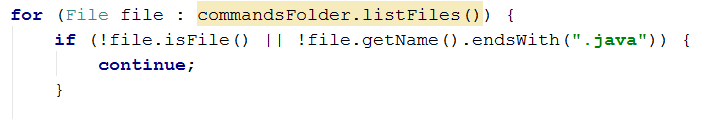 for (File file : commandsFolder.listFiles()) {
    if (!file.isFile() || !file.getName().endsWith(".java")) {
        continue;
    }